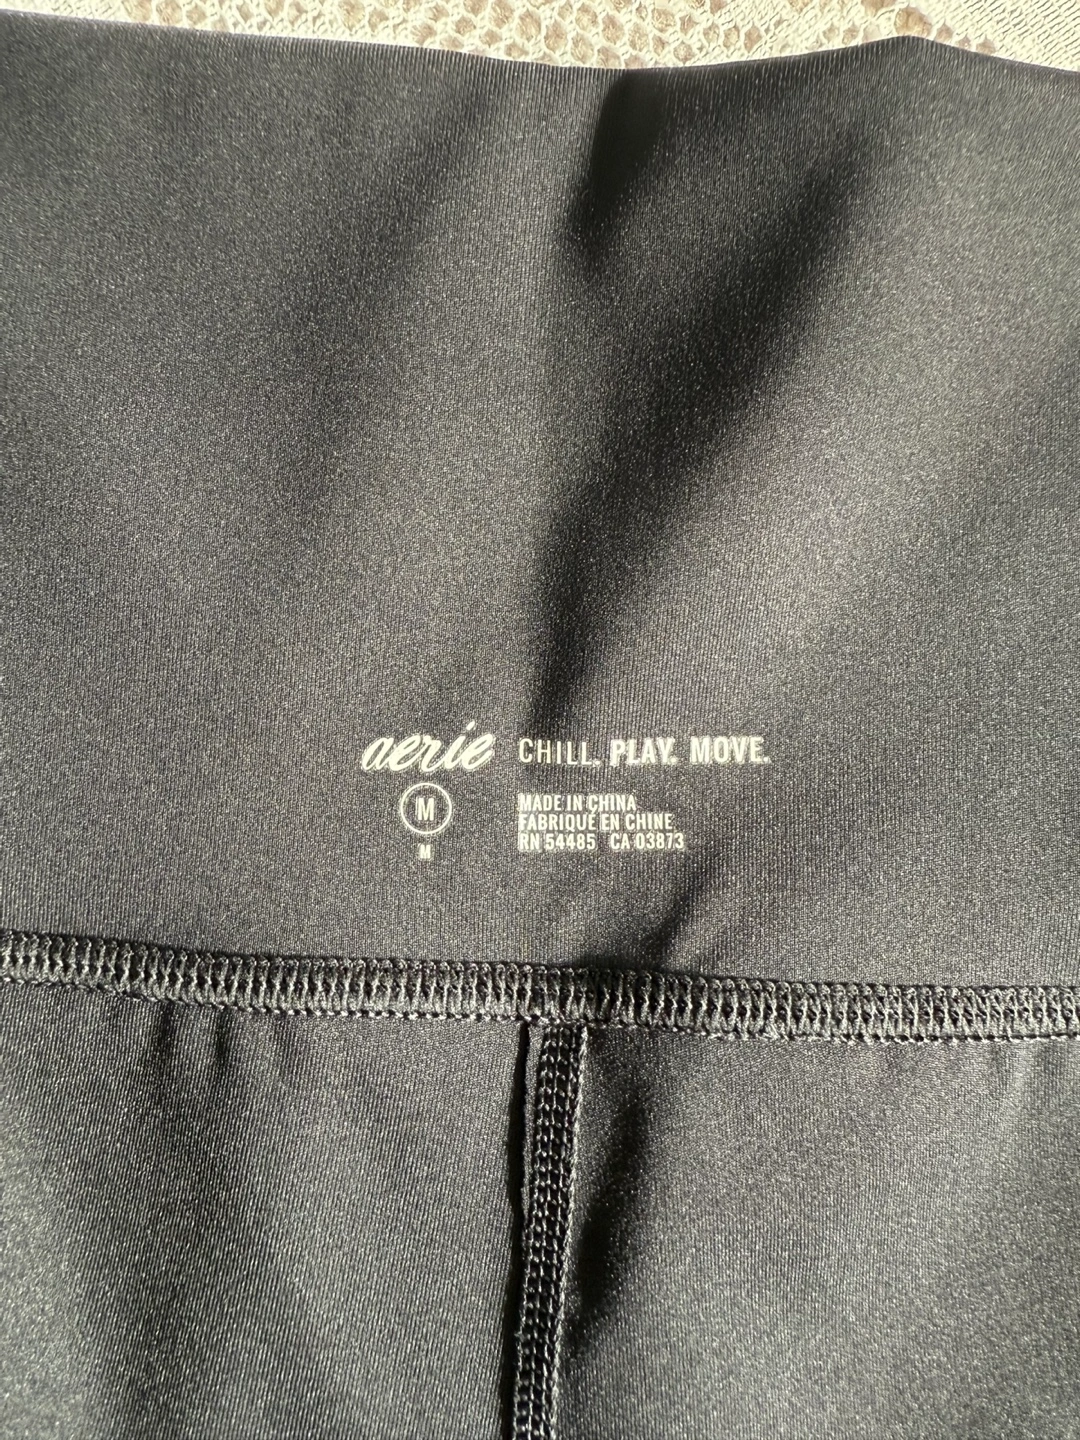 aerie CHILL. PLAY. MOVE.
M
M
MADE IN CHINA
FABRIQUÉ EN CHINE
RN 54485 CA 03873